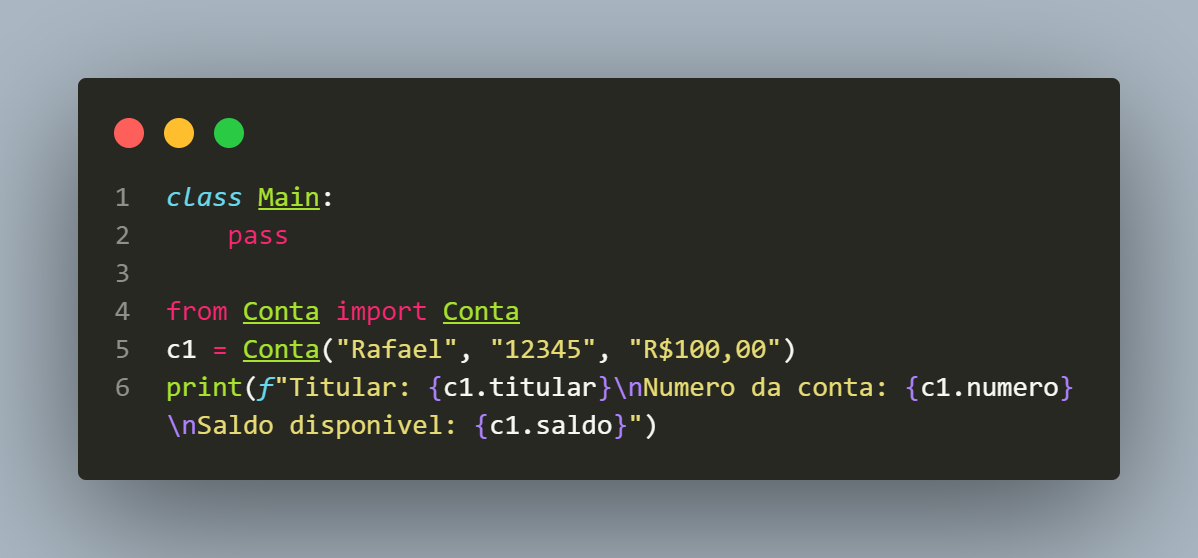 1 class Main:
2     pass
3
4 from Conta import Conta
5 c1 = Conta("Rafael", "12345", "R$100,00")
6 print(f"Titular: {c1.titular}\nNumero da conta: {c1.numero}
\nSaldo disponivel: {c1.saldo}")